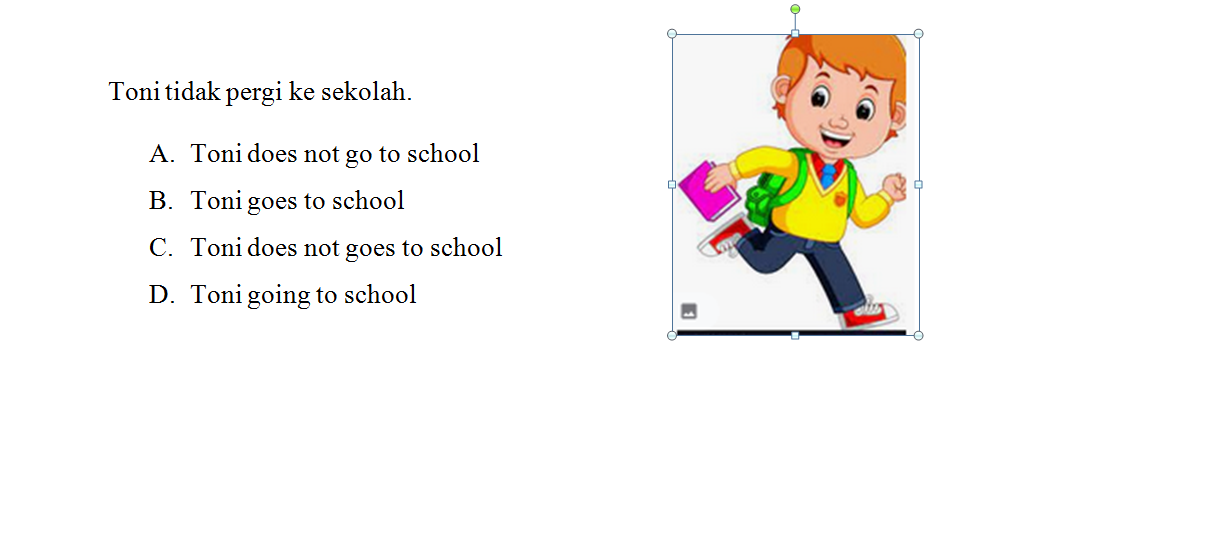 Toni tidak pergi ke sekolah.
A. Toni does not go to school
B. Toni goes to school
C. Toni does not goes to school
D. Toni going to school